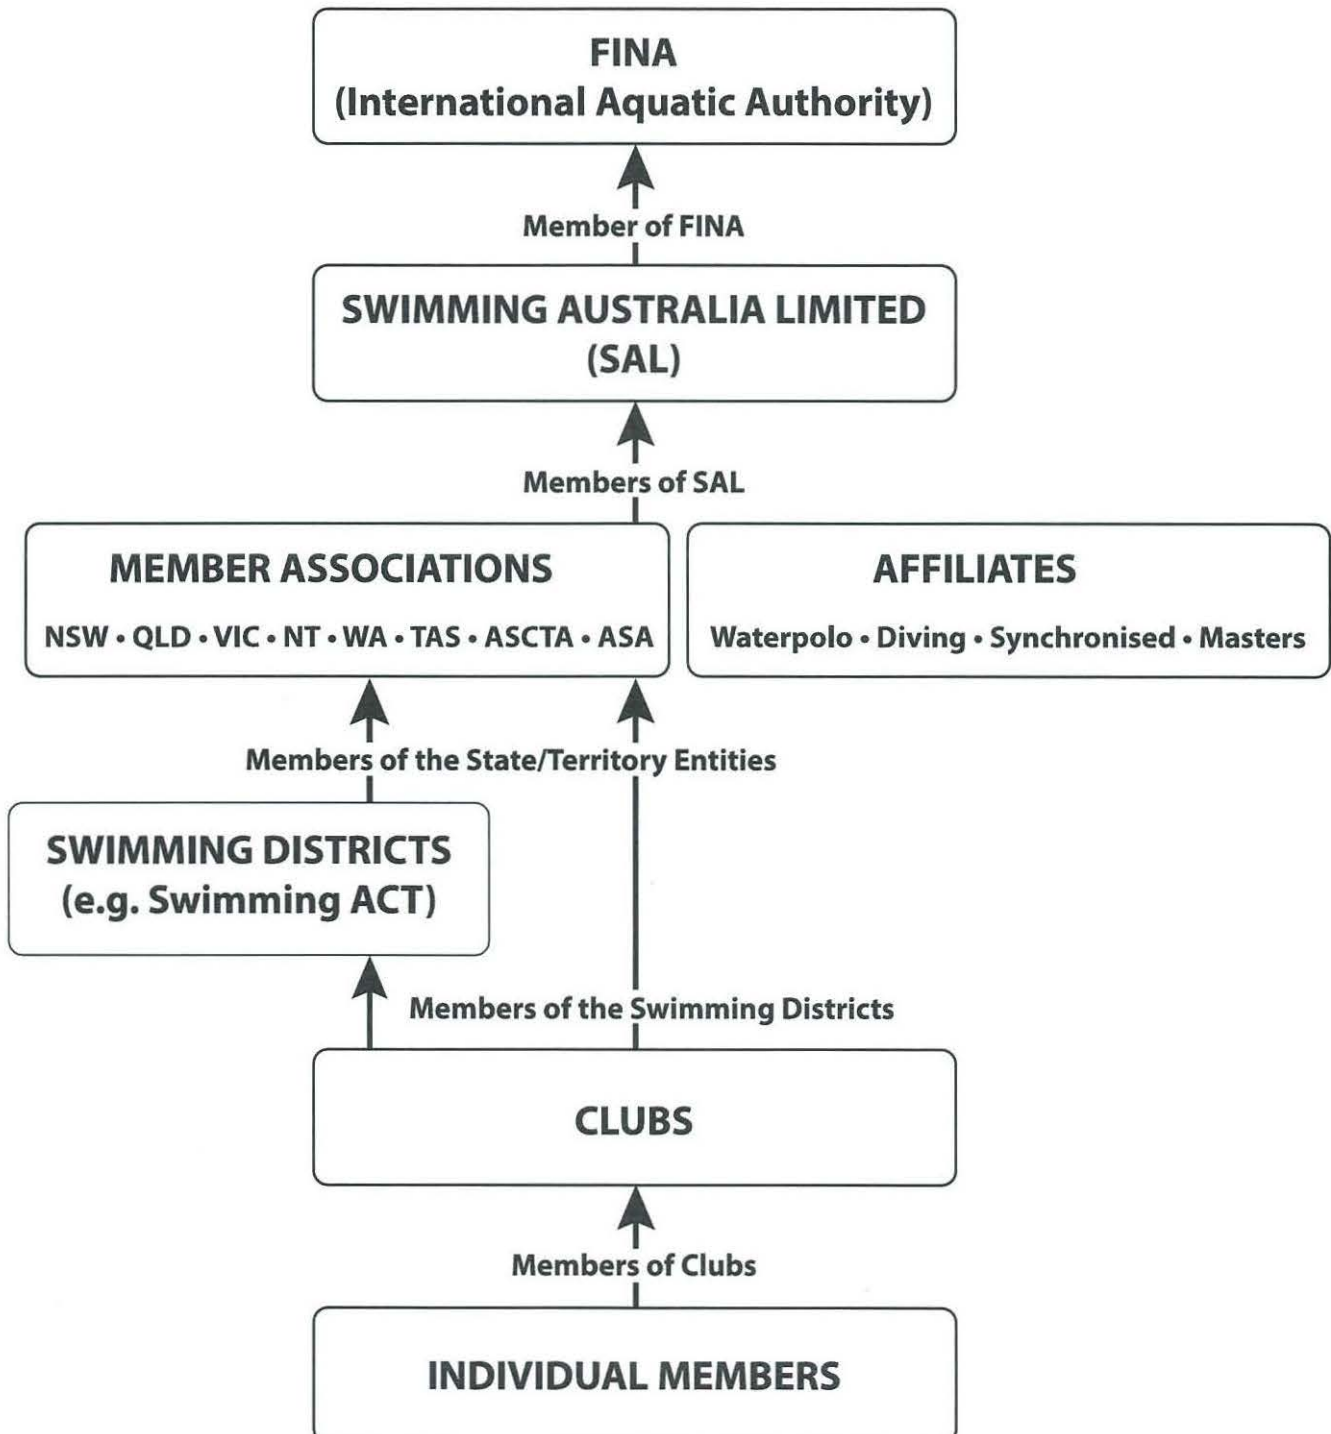 FINA
(International Aquatic Authority)
Member of FINA
SWIMMING AUSTRALIA LIMITED
(SAL)
Members of SAL
MEMBER ASSOCIATIONS
NSW • QLD • VIC • NT • WA • TAS • ASCTA • ASA
AFFILIATES
Waterpolo • Diving • Synchronised • Masters
Members of the State/Territory Entities
SWIMMING DISTRICTS
(e.g. Swimming ACT)
Members of the Swimming Districts
CLUBS
Members of Clubs
INDIVIDUAL MEMBERS